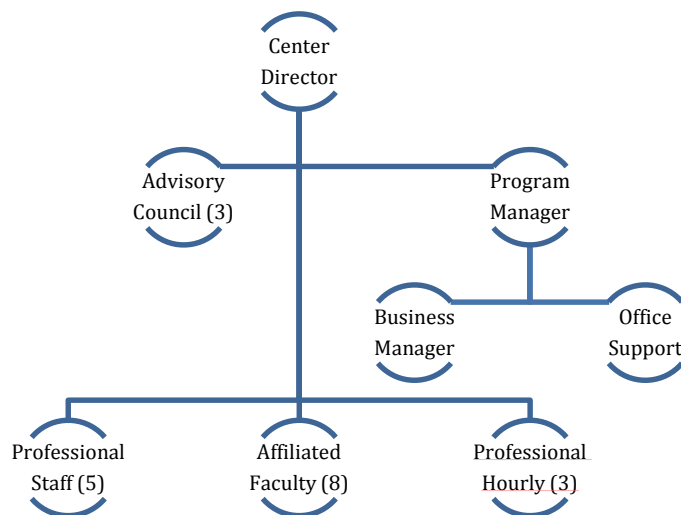 Center
Director
Advisory
Council (3)
Program
Manager
Business
Manager
Office
Support
Professional
Staff (5)
Affiliated
Faculty (8)
Professional
Hourly (3)